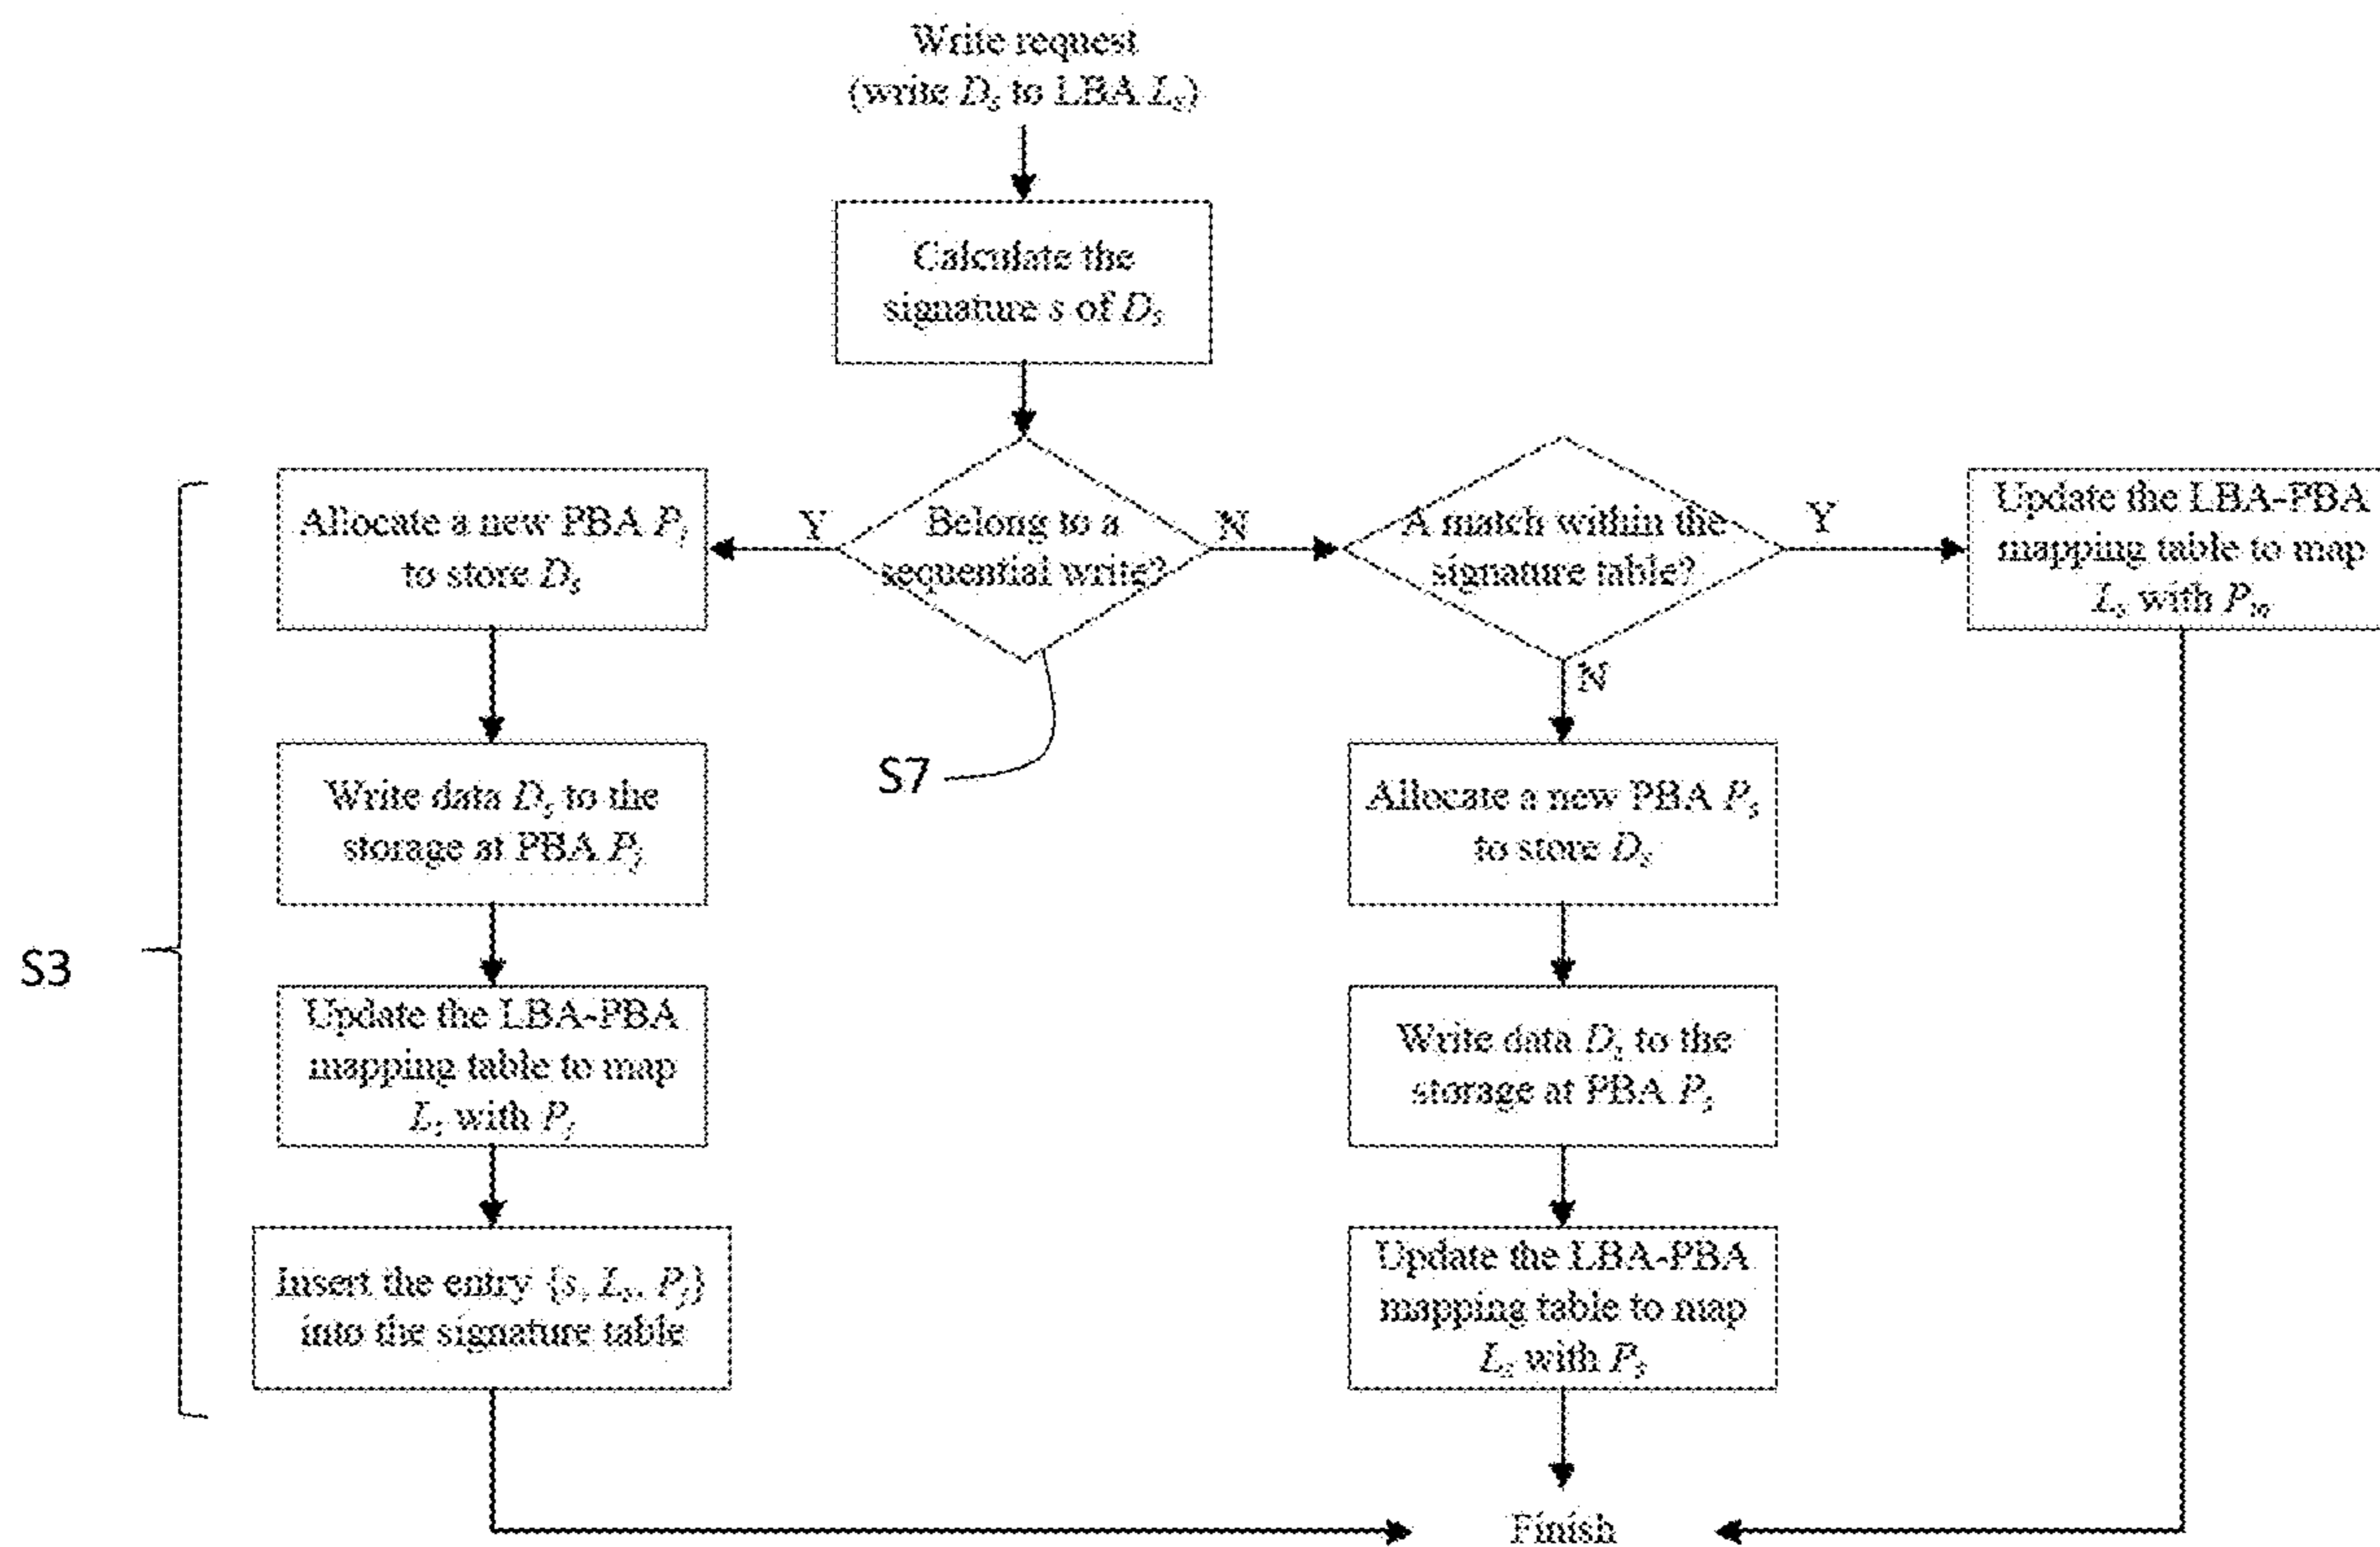 Write request
(write Ds to LBA Ls)
Calculate the
signature s of Ds
Belong to a
sequential write?
Y
N
A match within the
signature table?
Y
N
Update the LBA-PBA
mapping table to map
Ls with Pm
Allocate a new PBA Pj
to store Ds
Write data Ds to the
storage at PBA Pj
Update the LBA-PBA
mapping table to map
Ls with Pj
Insert the entry {s, Ls, Pj}
into the signature table
S3
S7
Allocate a new PBA Ps
to store Ds
Write data Ds to the
storage at PBA Ps
Update the LBA-PBA
mapping table to map
Ls with Ps
Finish